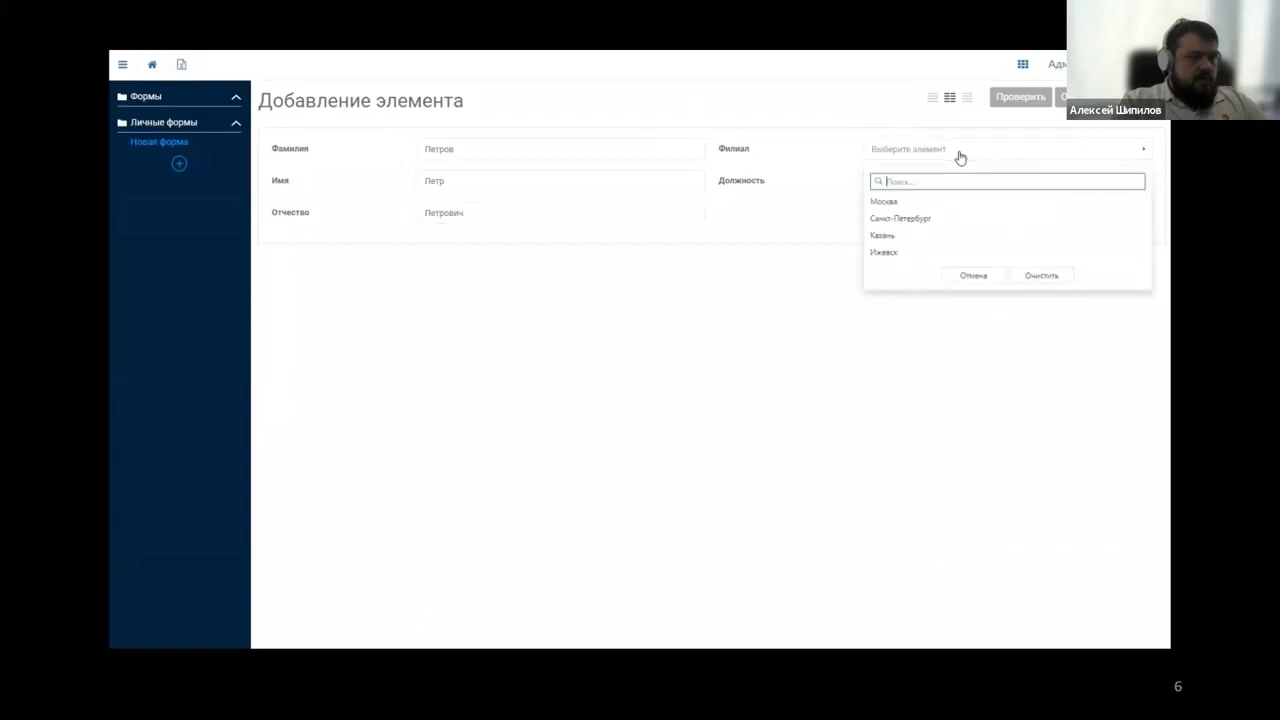 Адм
Алексей Шипилов
Формы
Личные формы
Новая форма
Добавление элемента
Проверить
Фамилия
Петров
Имя
Петр
Отчество
Петрович
Филиал
Выберите элемент
Должность
Поиск...
Москва
Санкт-Петербург
Казань
Ижевск
Отмена
Очистить
6